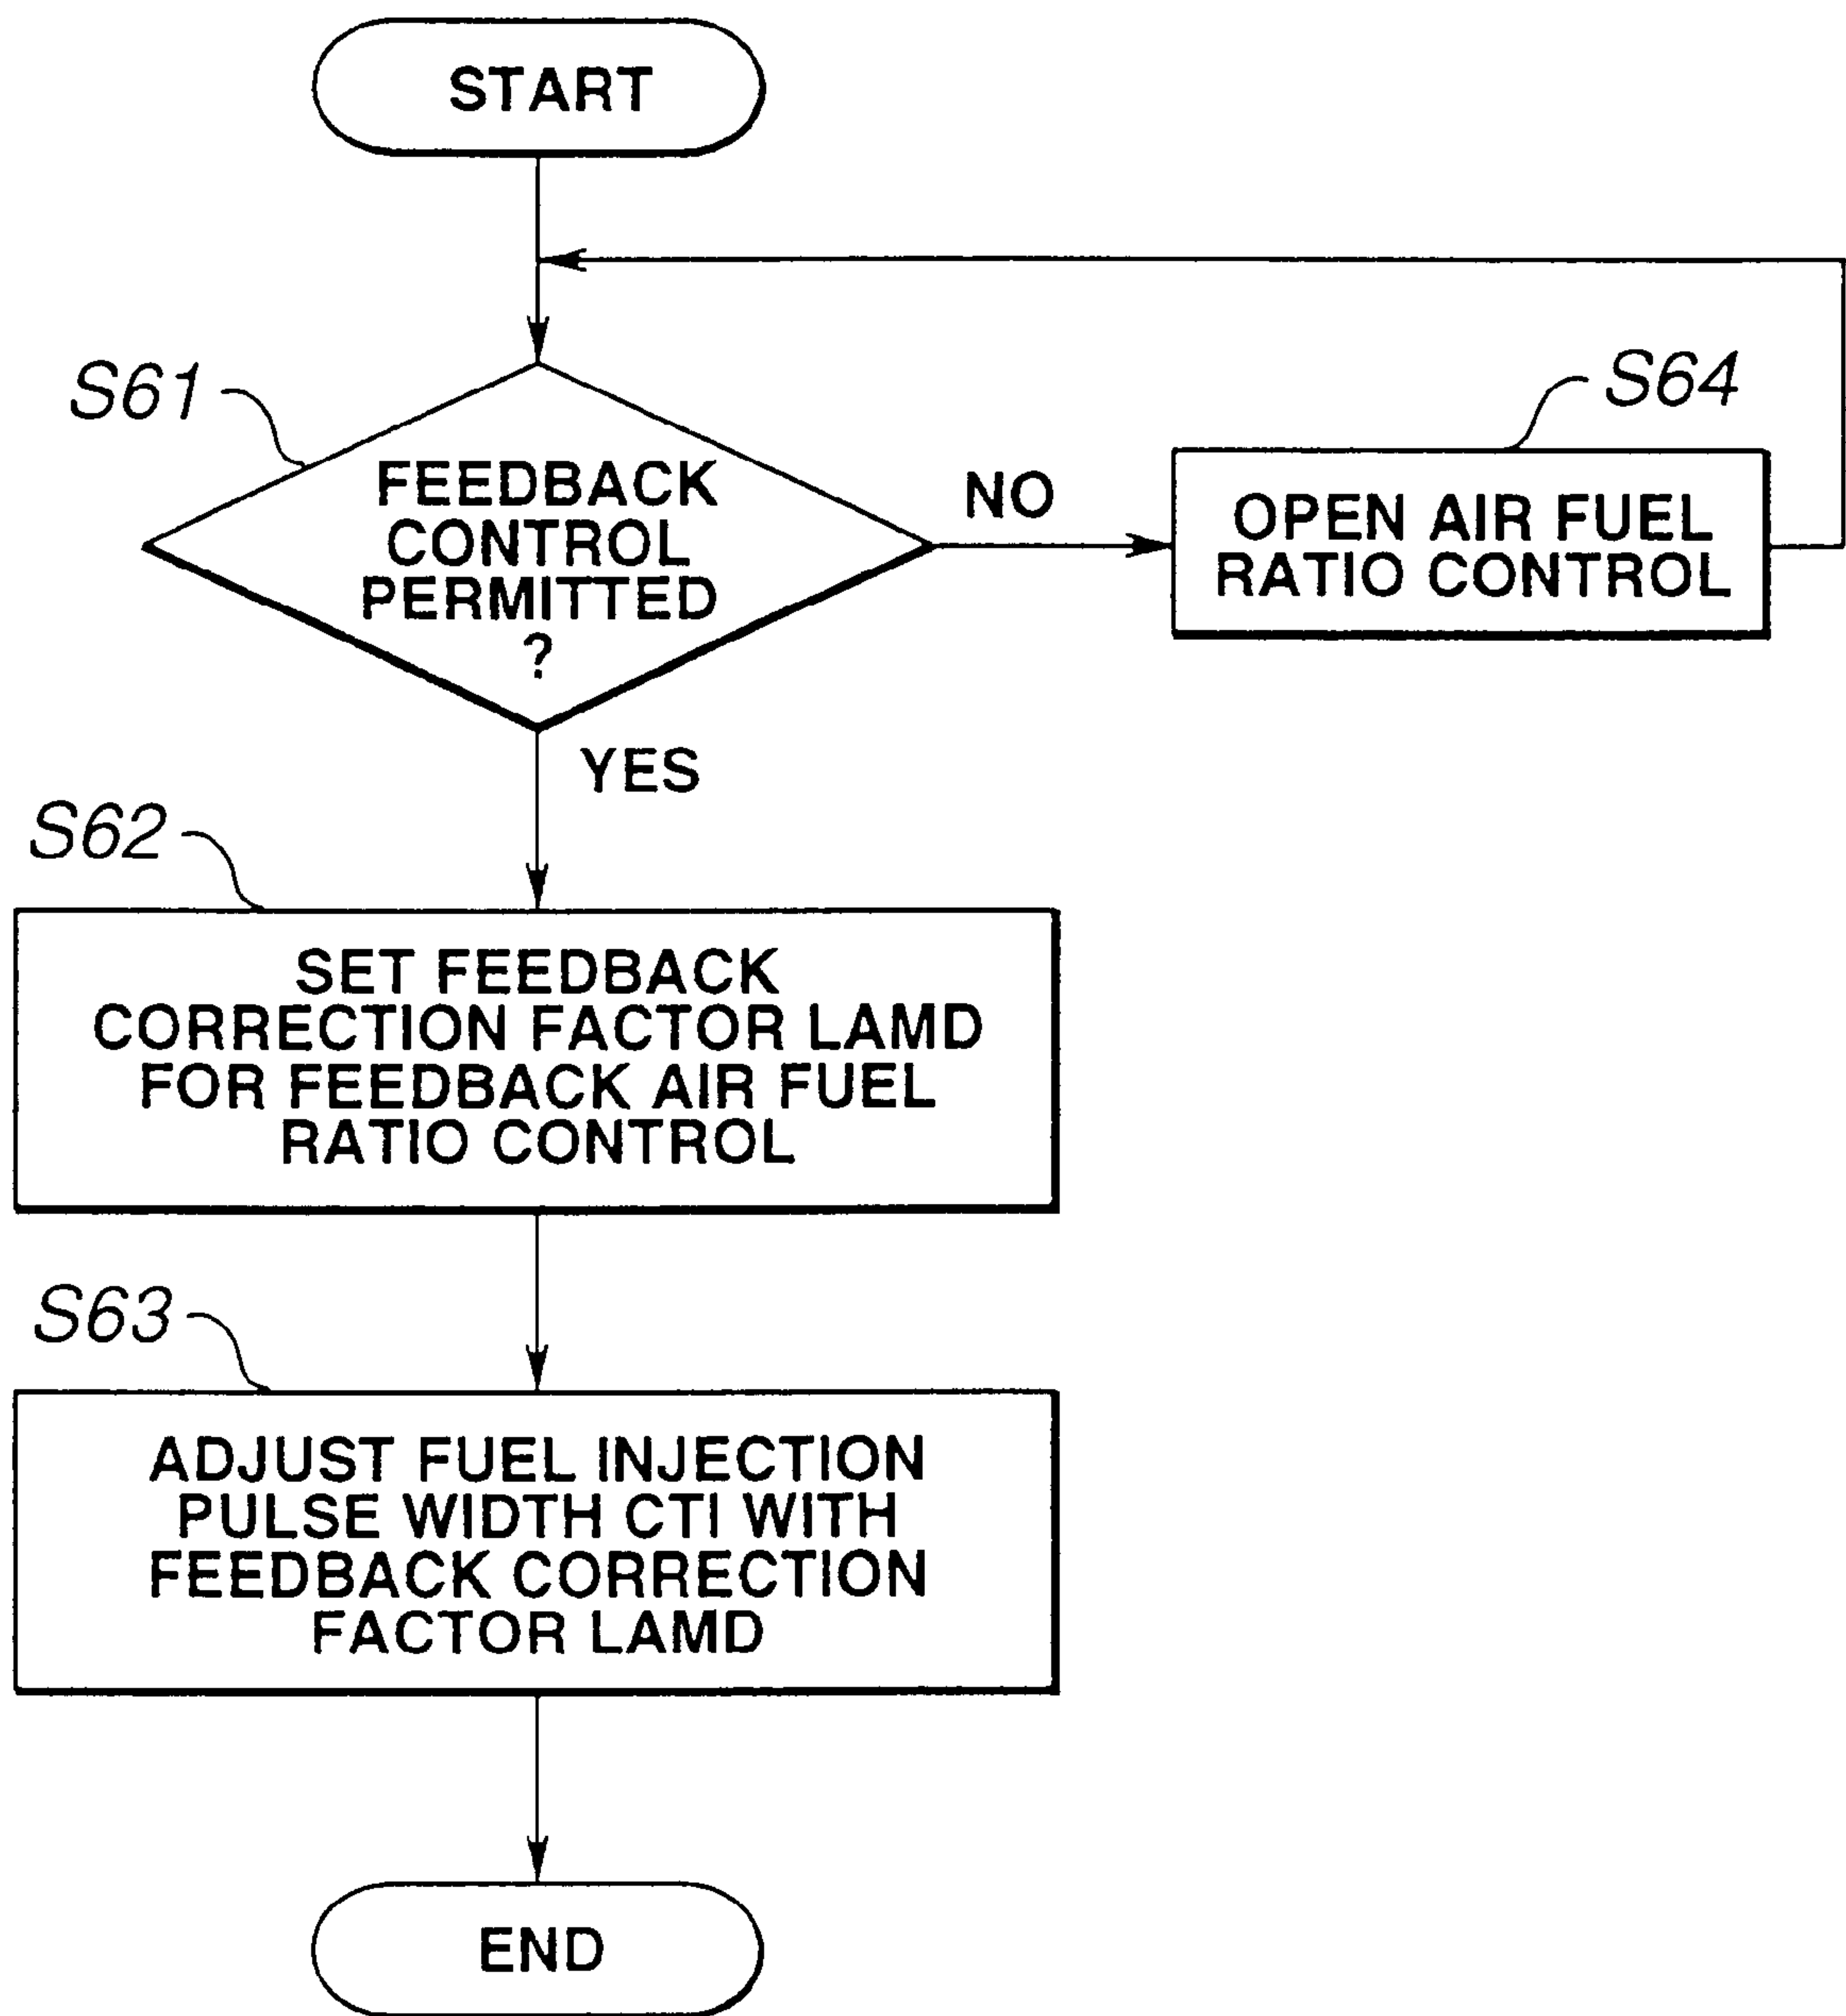 START
S61
FEEDBACK
CONTROL
PERMITTED
?
NO
S64
OPEN AIR FUEL
RATIO CONTROL
YES
S62
SET FEEDBACK
CORRECTION FACTOR LAMD
FOR FEEDBACK AIR FUEL
RATIO CONTROL
S63
ADJUST FUEL INJECTION
PULSE WIDTH CTI WITH
FEEDBACK CORRECTION
FACTOR LAMD
END